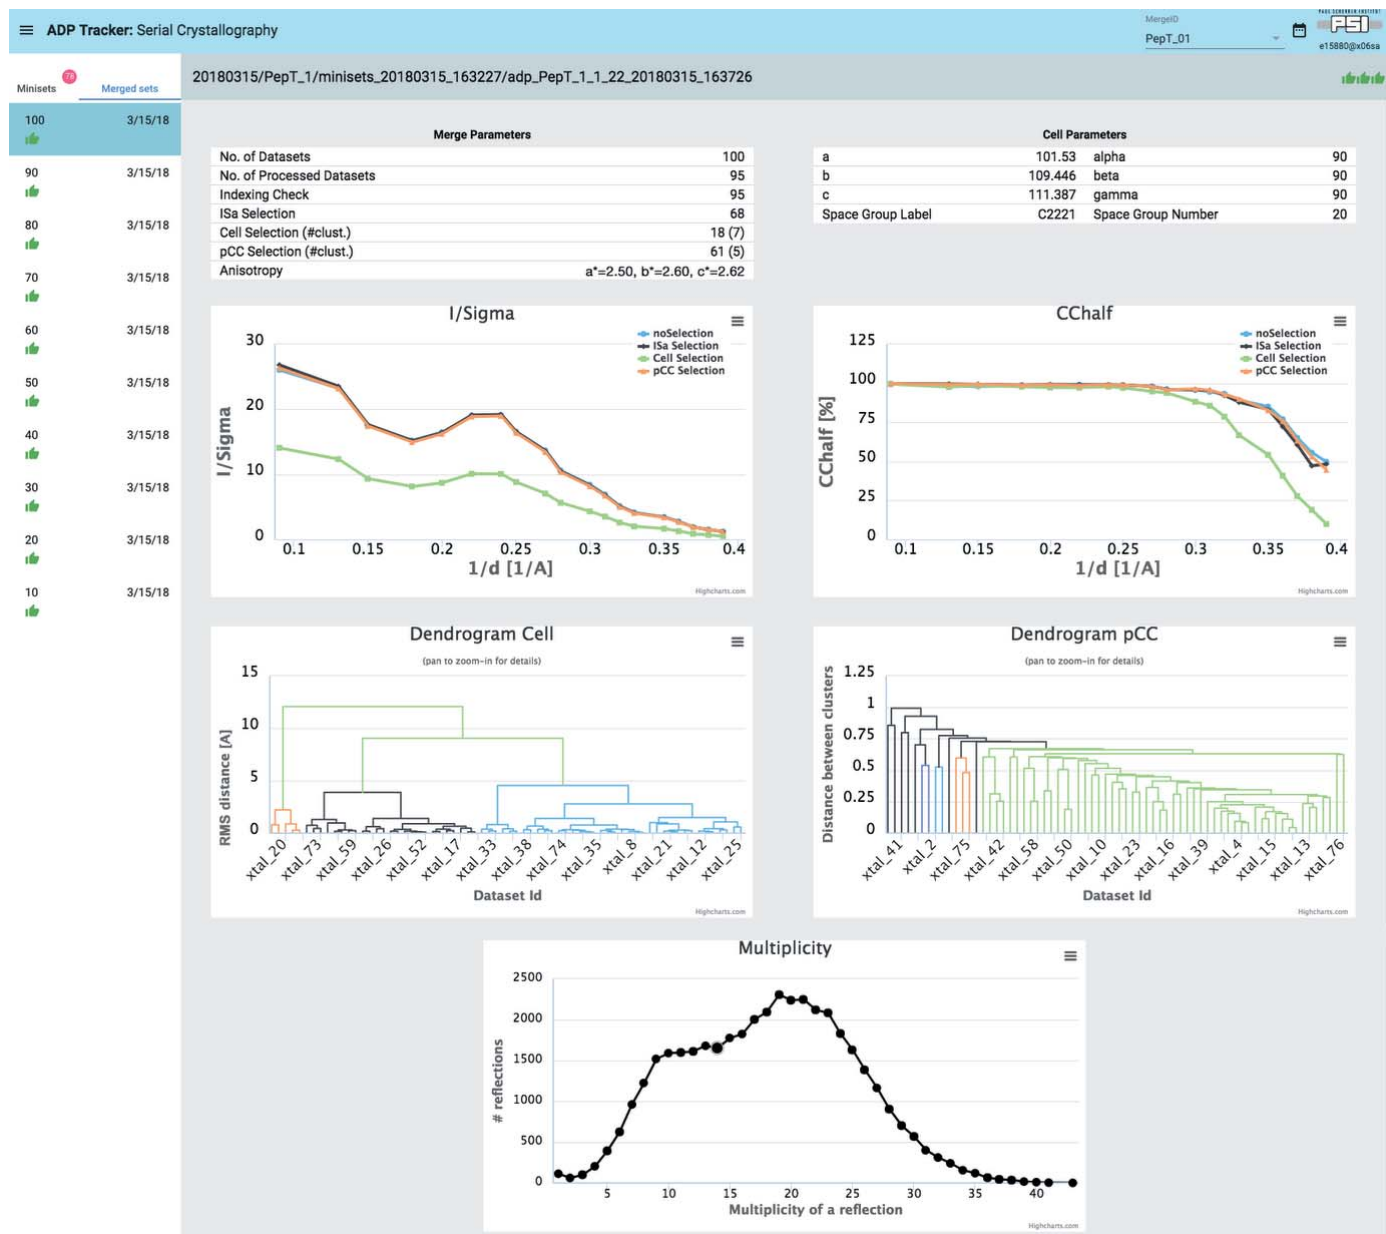 ADP Tracker: Serial Crystallography
MergeID
PepT_01
PAUL SCHERRER INSTITUT
PSI
e15880@x06sa
Minisets
78
Merged sets
20180315/PepT_1/minisets_20180315_163227/adp_PepT_1_1_22_20180315_163726
100 3/15/18
90 3/15/18
80 3/15/18
70 3/15/18
60 3/15/18
50 3/15/18
40 3/15/18
30 3/15/18
20 3/15/18
10 3/15/18
Merge Parameters
No. of Datasets 100
No. of Processed Datasets 95
Indexing Check 95
ISa Selection 68
Cell Selection (#clust.) 18 (7)
pCC Selection (#clust.) 61 (5)
Anisotropy a*=2.50, b*=2.60, c*=2.62
Cell Parameters
a 101.53 alpha 90
b 109.446 beta 90
c 111.387 gamma 90
Space Group Label C2221 Space Group Number 20
I/Sigma
noSelection
ISa Selection
Cell Selection
pCC Selection
I/Sigma
30
20
10
0
0.1 0.15 0.2 0.25 0.3 0.35 0.4
1/d [1/A]
Highcharts.com
CChalf
noSelection
ISa Selection
Cell Selection
pCC Selection
CChalf [%]
125
100
75
50
25
0
0.1 0.15 0.2 0.25 0.3 0.35 0.4
1/d [1/A]
Highcharts.com
Dendrogram Cell
(pan to zoom-in for details)
RMS distance [A]
15
10
5
0
xtal_20 xtal_73 xtal_59 xtal_26 xtal_52 xtal_17 xtal_33 xtal_38 xtal_74 xtal_35 xtal_8 xtal_21 xtal_12 xtal_25
Dataset Id
Highcharts.com
Dendrogram pCC
(pan to zoom-in for details)
Distance between clusters
1.25
1
0.75
0.5
0.25
0
xtal_41 xtal_2 xtal_75 xtal_42 xtal_58 xtal_50 xtal_10 xtal_23 xtal_16 xtal_39 xtal_4 xtal_15 xtal_13 xtal_76
Dataset Id
Highcharts.com
Multiplicity
# reflections
2500
2000
1500
1000
500
0
5 10 15 20 25 30 35 40
Multiplicity of a reflection
Highcharts.com